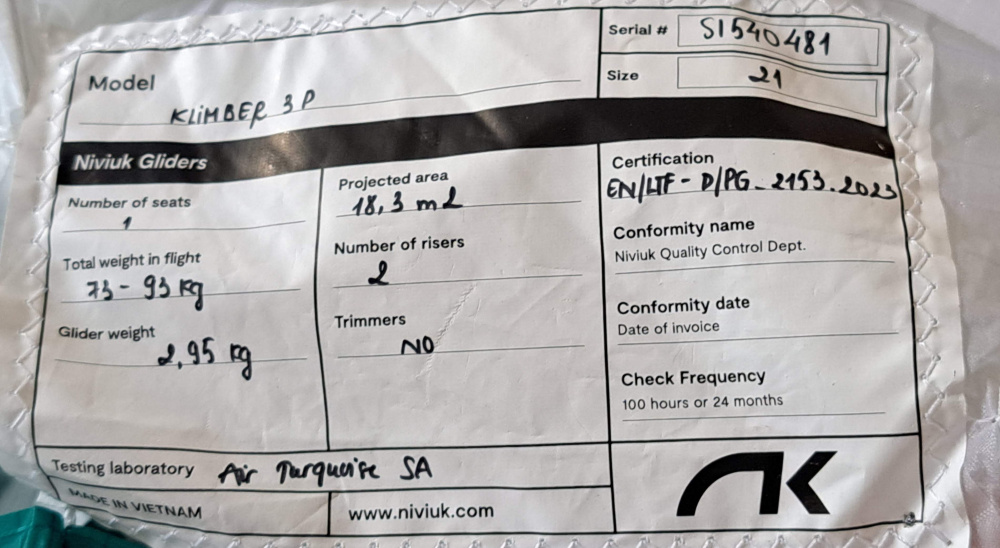 Serial # SI540481
Size 21
Model
KLIMBER 3P
Niviuk Gliders
Number of seats
1
Total weight in flight
73 - 93 kg
Glider weight
2,95 kg
Projected area
18,3 m2
Number of risers
2
Trimmers
NO
Certification
EN/LTF - D/PG_2153.2023
Conformity name
Niviuk Quality Control Dept.
Conformity date
Date of invoice
Check Frequency
100 hours or 24 months
Testing laboratory Air Turquoise SA
MADE IN VIETNAM
www.niviuk.com